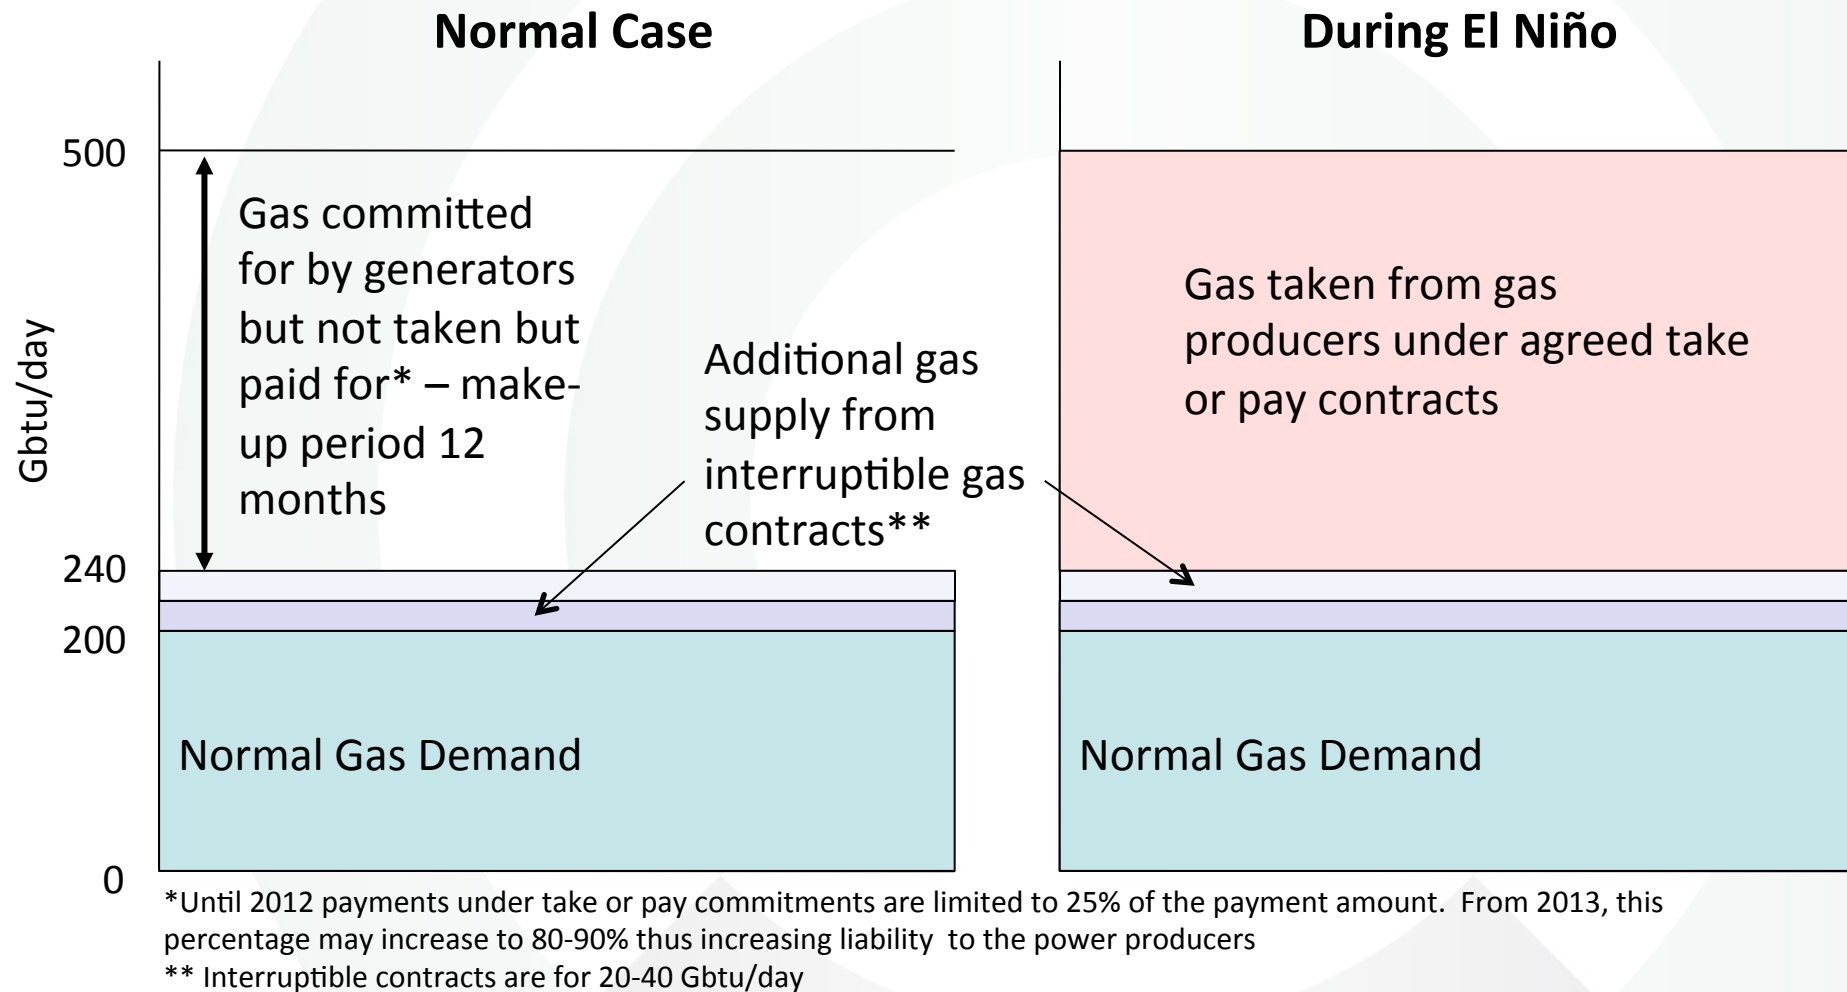 Normal Case
During El Niño
Gbtu/day
500
240
200
0
Gas committed
for by generators
but not taken but
paid for* – make-
up period 12
months
Additional gas
supply from
interruptible gas
contracts**
Gas taken from gas
producers under agreed take
or pay contracts
Normal Gas Demand
Normal Gas Demand
*Until 2012 payments under take or pay commitments are limited to 25% of the payment amount.  From 2013, this
percentage may increase to 80-90% thus increasing liability  to the power producers
** Interruptible contracts are for 20-40 Gbtu/day